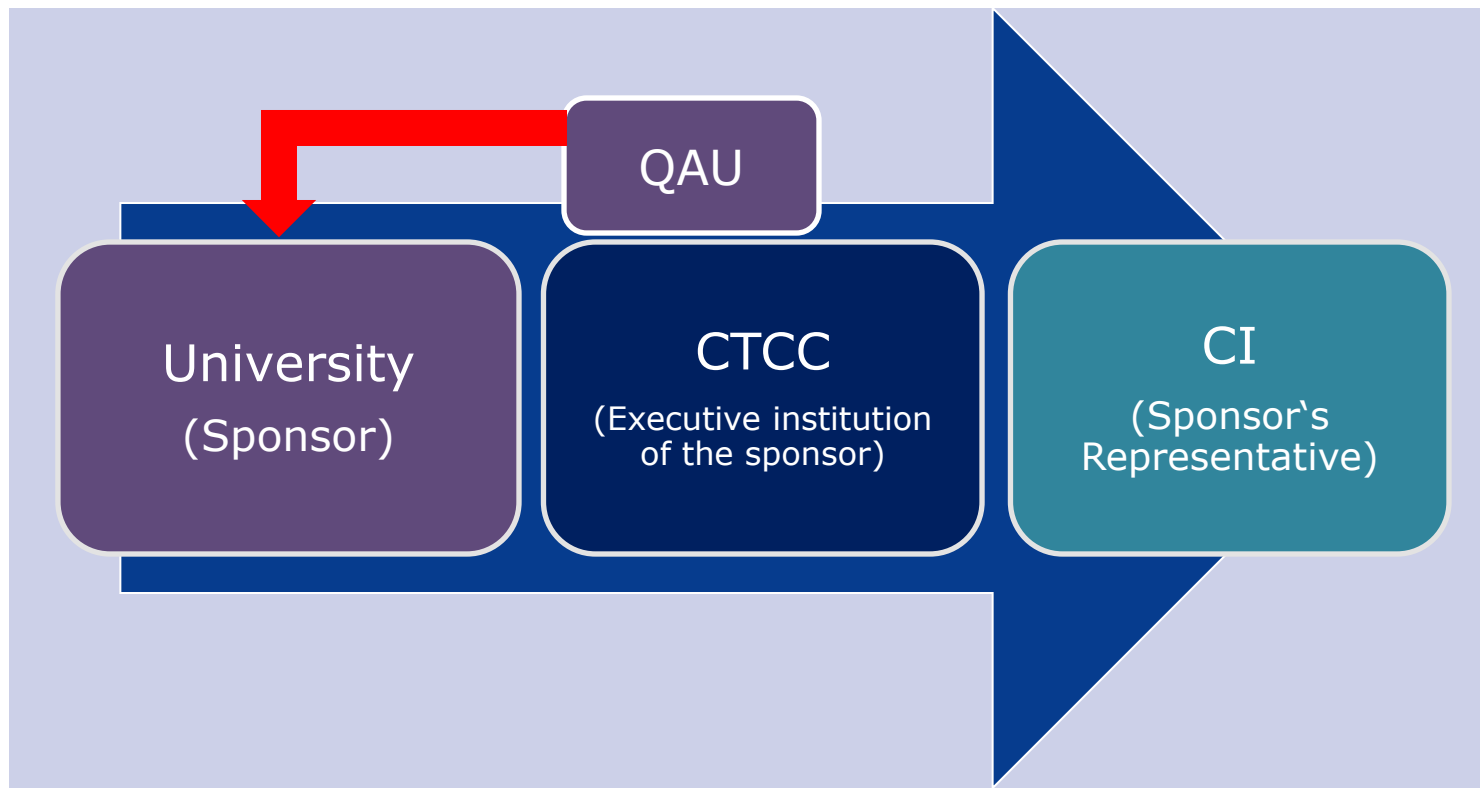 QAU
University
(Sponsor)
CTCC
(Executive institution
of the sponsor)
CI
(Sponsor‘s
Representative)